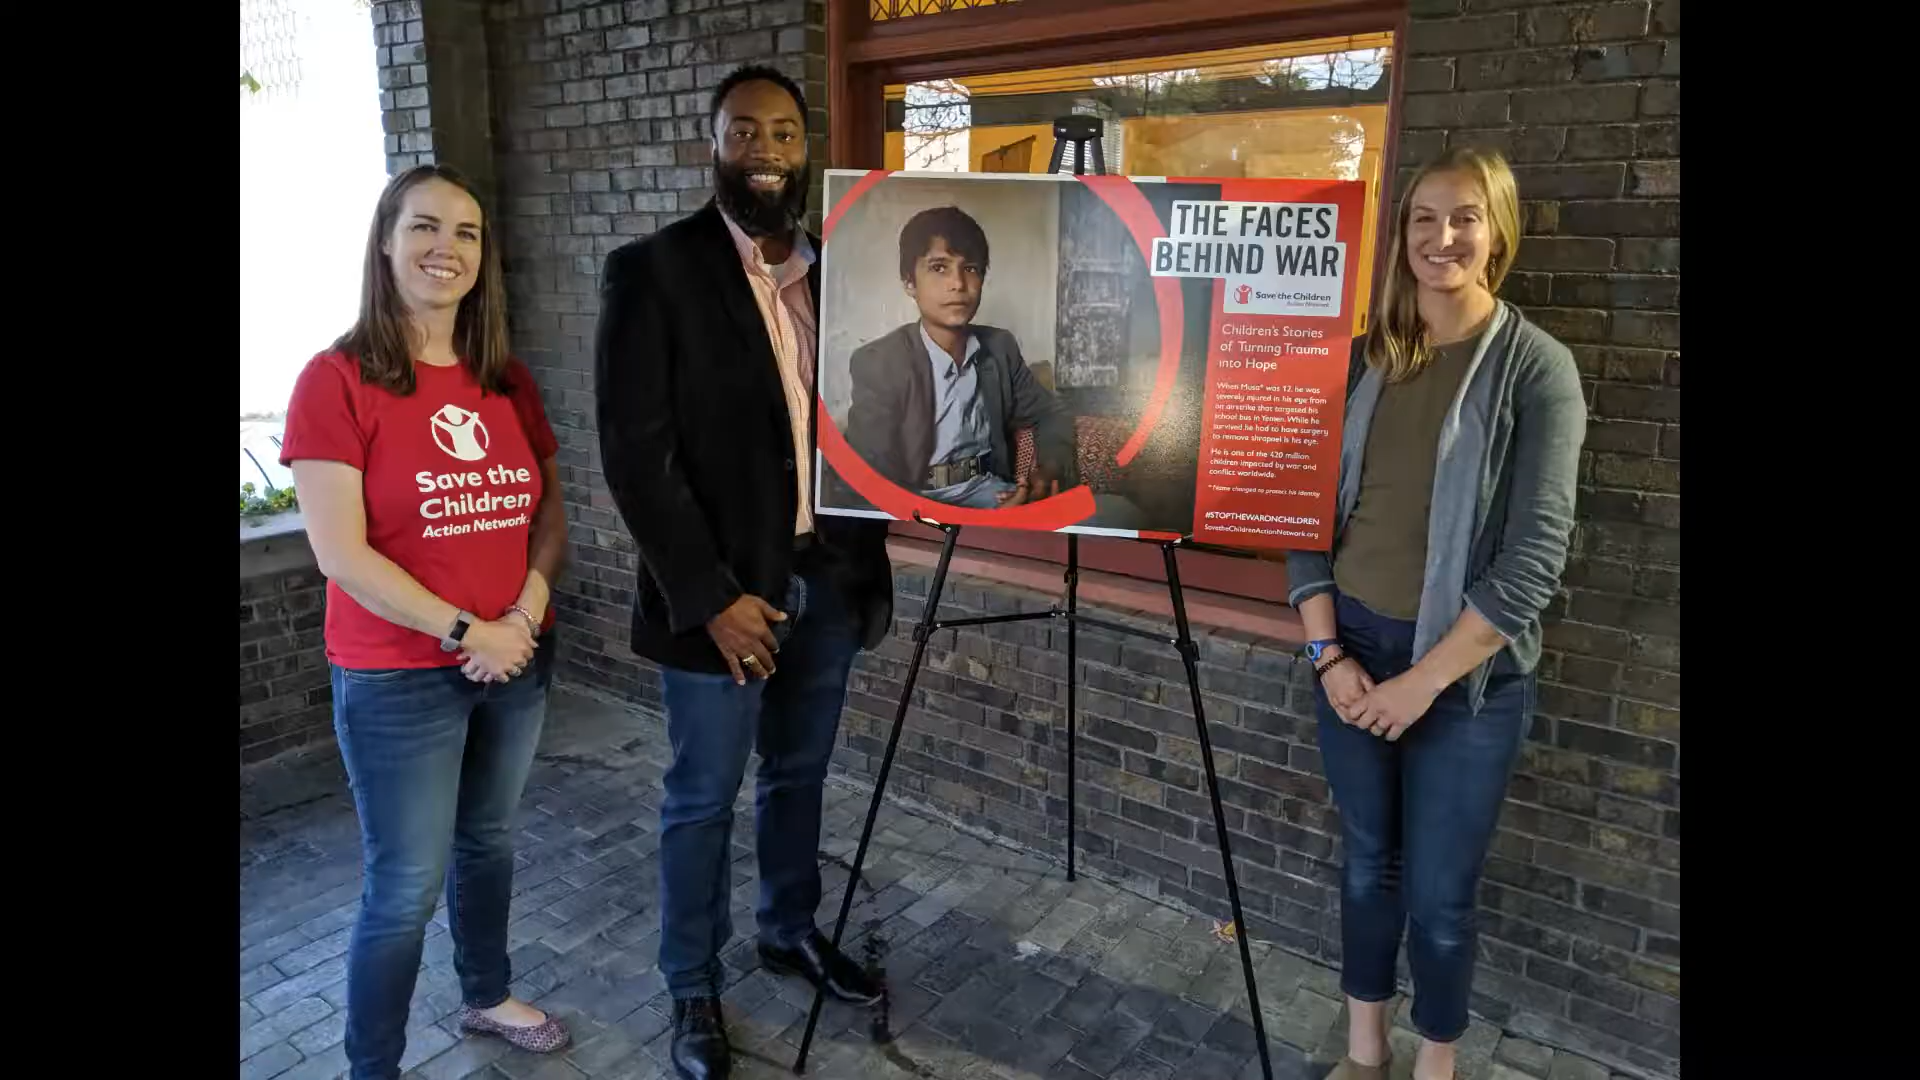 Save the
Children
Action Network
THE FACES
BEHIND WAR
Save the Children
Action Network
Children's Stories
of Turning Trauma
into Hope
When Musa* was 12, he was
severely injured in his eye from
an airstrike that targeted his
school bus in Yemen. While he
survived he had to have surgery
to remove shrapnel is his eye.
He is one of the 420 million
children impacted by war and
conflict worldwide.
* Name changed to protect his identity
#STOPTHEWARONCHILDREN
SavetheChildrenActionNetwork.org